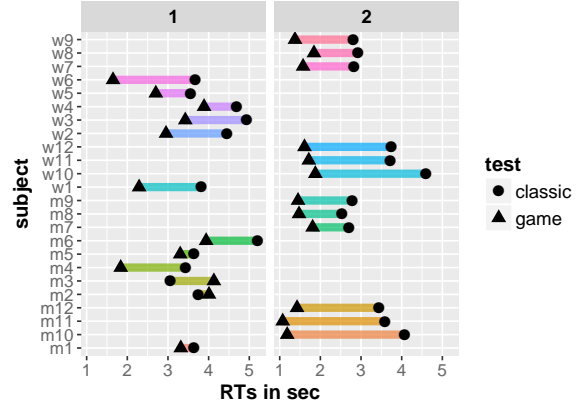 1 2
w9
w8
w7
w6
w5
w4
w3
w2
w12
w11
w10
w1
m9
m8
m7
m6
m5
m4
m3
m2
m12
m11
m10
m1
subject
1 2 3 4 5 1 2 3 4 5
RTs in sec
test
classic
game